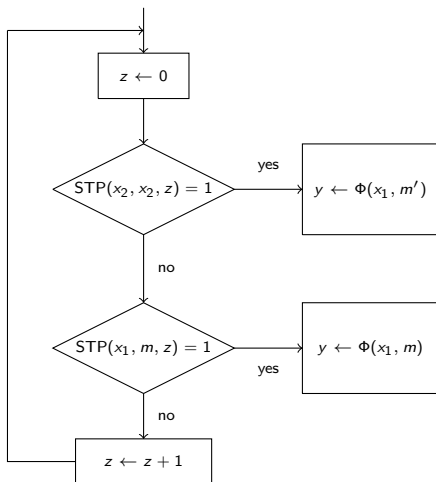 z ← 0
STP(x₂, x₂, z) = 1
yes
y ← Φ(x₁, m′)
no
STP(x₁, m, z) = 1
yes
y ← Φ(x₁, m)
no
z ← z + 1